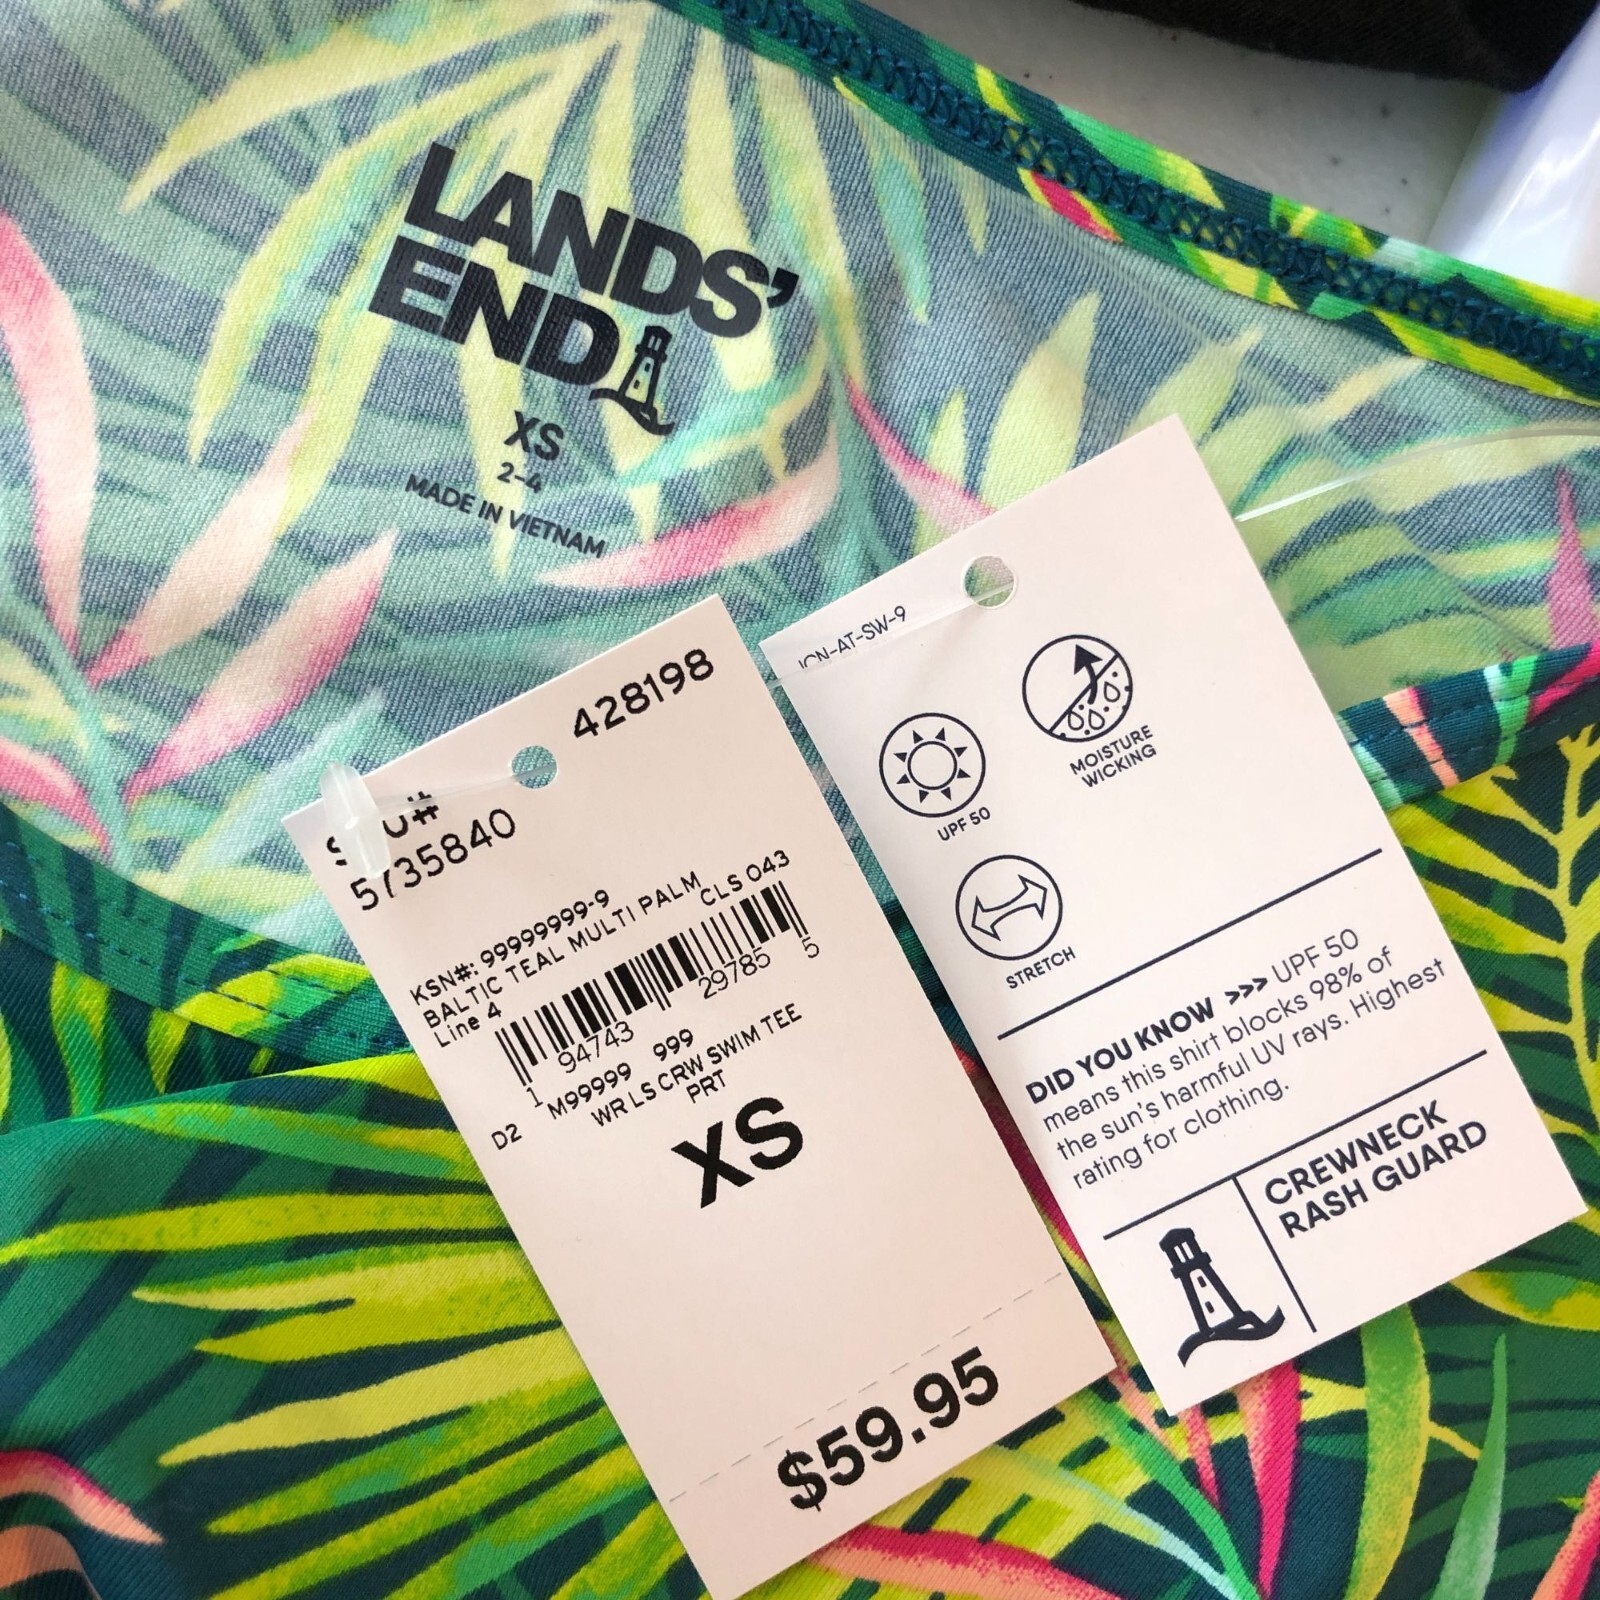 LANDS'
END
XS
2-4
MADE IN VIETNAM
428198
5735840
KSN#: 99999999-9
BALTIC TEAL MULTI PALM
Line 4
CLS 043
1 94743 29785 5
M99999 999
D2
WR LS CRW SWIM TEE
PRT
XS
$59.95
-AT-SW-9
UPF 50
MOISTURE
WICKING
STRETCH
DID YOU KNOW >>> UPF 50
means this shirt blocks 98% of
the sun's harmful UV rays. Highest
rating for clothing.
CREWNECK
RASH GUARD